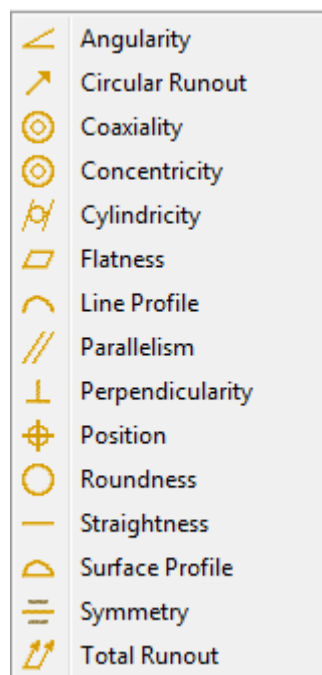 Angularity
Circular Runout
Coaxiality
Concentricity
Cylindricity
Flatness
Line Profile
Parallelism
Perpendicularity
Position
Roundness
Straightness
Surface Profile
Symmetry
Total Runout